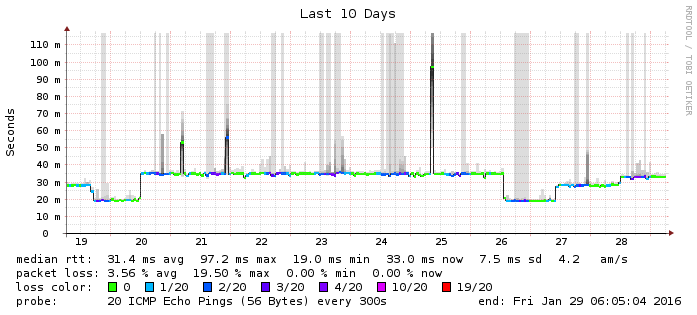 Last 10 Days
RRDTOOL / TOBI OETIKER
Seconds
110 m
100 m
90 m
80 m
70 m
60 m
50 m
40 m
30 m
20 m
10 m
0
19 20 21 22 23 24 25 26 27 28
median rtt: 31.4 ms avg 97.2 ms max 19.0 ms min 33.0 ms now 7.5 ms sd 4.2 am/s
packet loss: 3.56 % avg 19.50 % max 0.00 % min 0.00 % now
loss color: 0 1/20 2/20 3/20 4/20 10/20 19/20
probe: 20 ICMP Echo Pings (56 Bytes) every 300s end: Fri Jan 29 06:05:04 2016